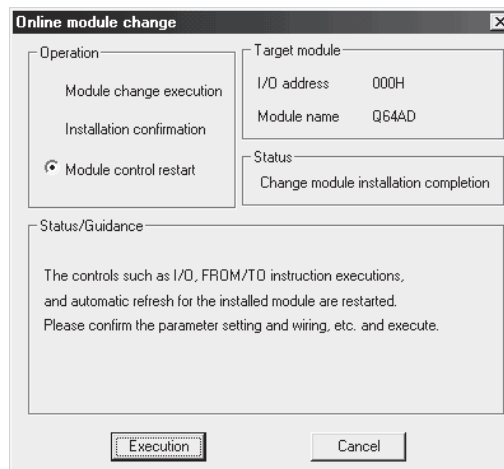 Online module change
Operation
Module change execution
Installation confirmation
Module control restart
Target module
I/O address 000H
Module name Q64AD
Status
Change module installation completion
Status/Guidance
The controls such as I/O, FROM/TO instruction executions,
and automatic refresh for the installed module are restarted.
Please confirm the parameter setting and wiring, etc. and execute.
Execution Cancel